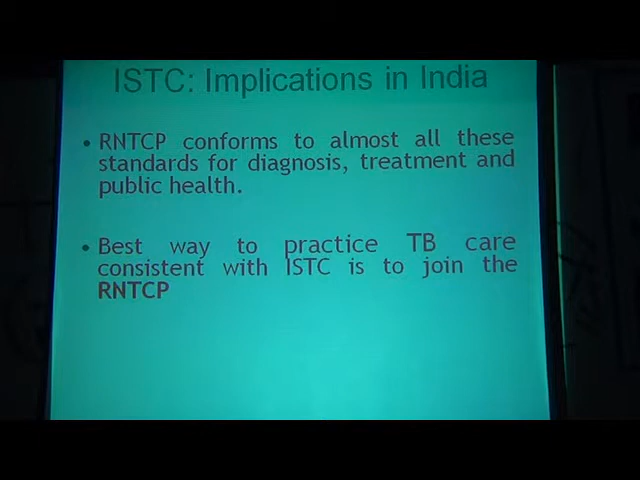 ISTC: Implications in India
• RNTCP conforms to almost all these
standards for diagnosis, treatment and
public health.
• Best way to practice TB care
consistent with ISTC is to join the
RNTCP